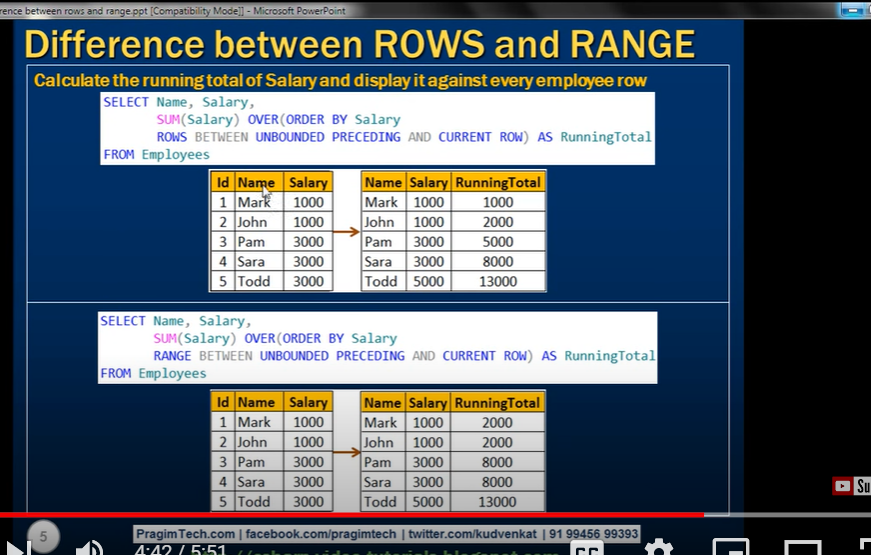 rence between rows and range.ppt [Compatibility Mode]] - Microsoft PowerPoint
Difference between ROWS and RANGE
Calculate the running total of Salary and display it against every employee row
SELECT Name, Salary,
SUM(Salary) OVER(ORDER BY Salary
ROWS BETWEEN UNBOUNDED PRECEDING AND CURRENT ROW) AS RunningTotal
FROM Employees
Id Name Salary Name Salary RunningTotal
1 Mark 1000 Mark 1000 1000
2 John 1000 John 1000 2000
3 Pam 3000 Pam 3000 5000
4 Sara 3000 Sara 3000 8000
5 Todd 3000 Todd 5000 13000
SELECT Name, Salary,
SUM(Salary) OVER(ORDER BY Salary
RANGE BETWEEN UNBOUNDED PRECEDING AND CURRENT ROW) AS RunningTotal
FROM Employees
Id Name Salary Name Salary RunningTotal
1 Mark 1000 Mark 1000 2000
2 John 1000 John 1000 2000
3 Pam 3000 Pam 3000 8000
4 Sara 3000 Sara 3000 8000
5 Todd 3000 Todd 5000 13000
Su
5
PragimTech.com | facebook.com/pragimtech | twitter.com/kudvenkat | 91 99456 99393
4:42 / 5:51
CC